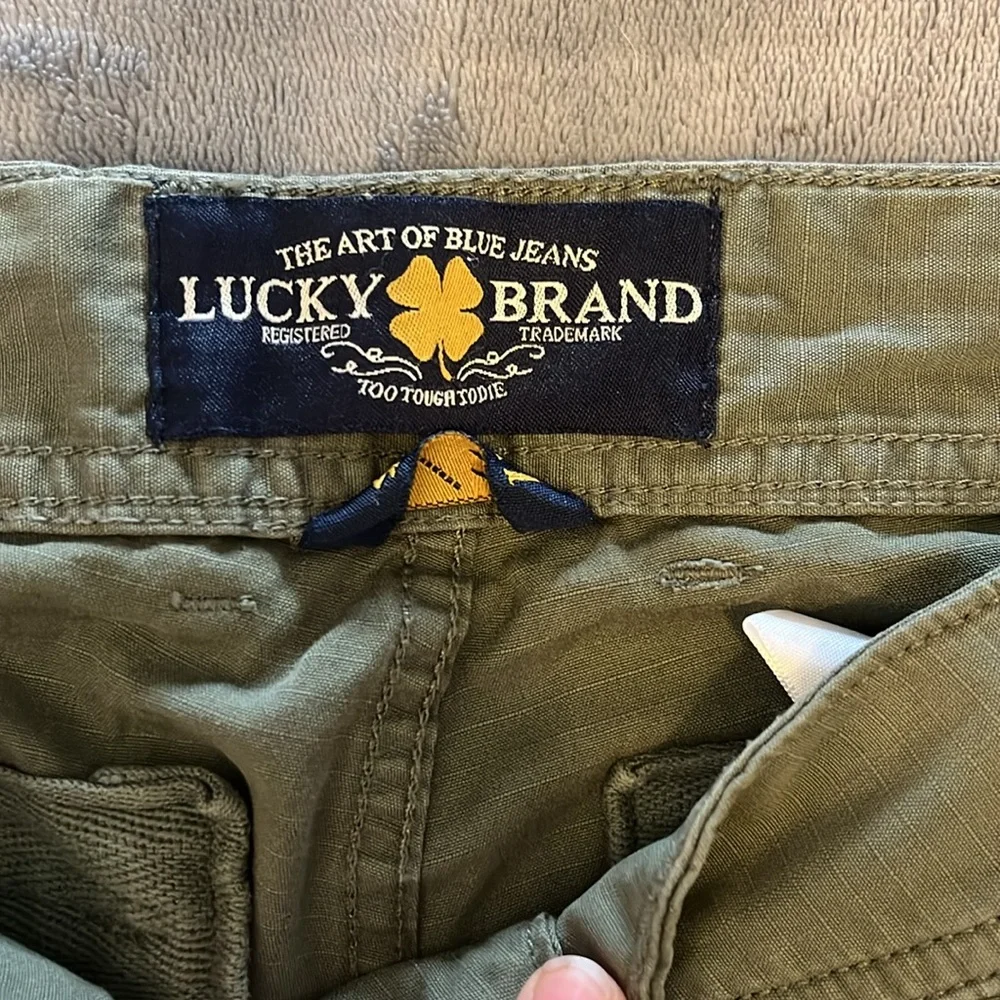 THE ART OF BLUE JEANS
LUCKY BRAND
REGISTERED TRADEMARK
TOO TOUGH TO DIE